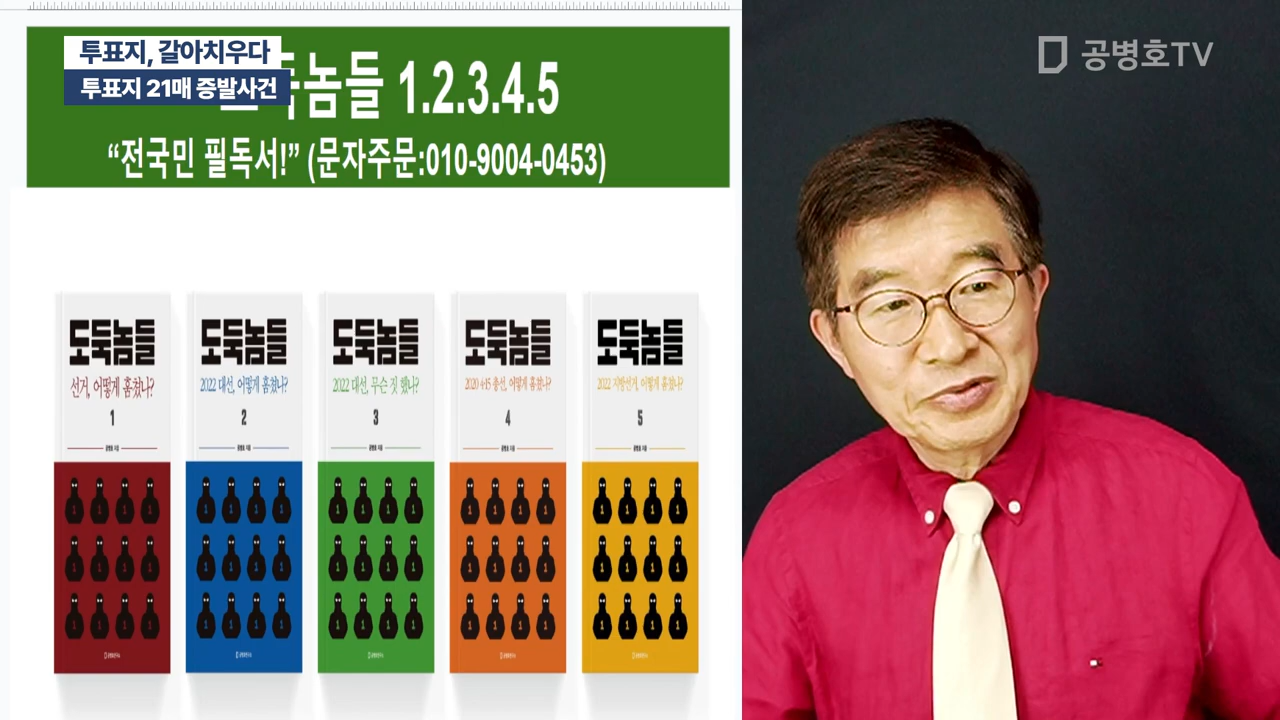 투표지, 갈아치우다
투표지 21매 증발사건
도둑놈들 1.2.3.4.5
“전국민 필독서!” (문자주문:010-9004-0453)
공병호TV
도둑놈들
선거, 어떻게 훔쳤나?
1
도둑놈들
2022 대선, 어떻게 훔쳤나?
2
도둑놈들
2022 대선, 무슨 짓 했나?
3
도둑놈들
2020 4·15 총선, 어떻게 훔쳤나?
4
도둑놈들
2022 지방선거, 어떻게 훔쳤나?
5